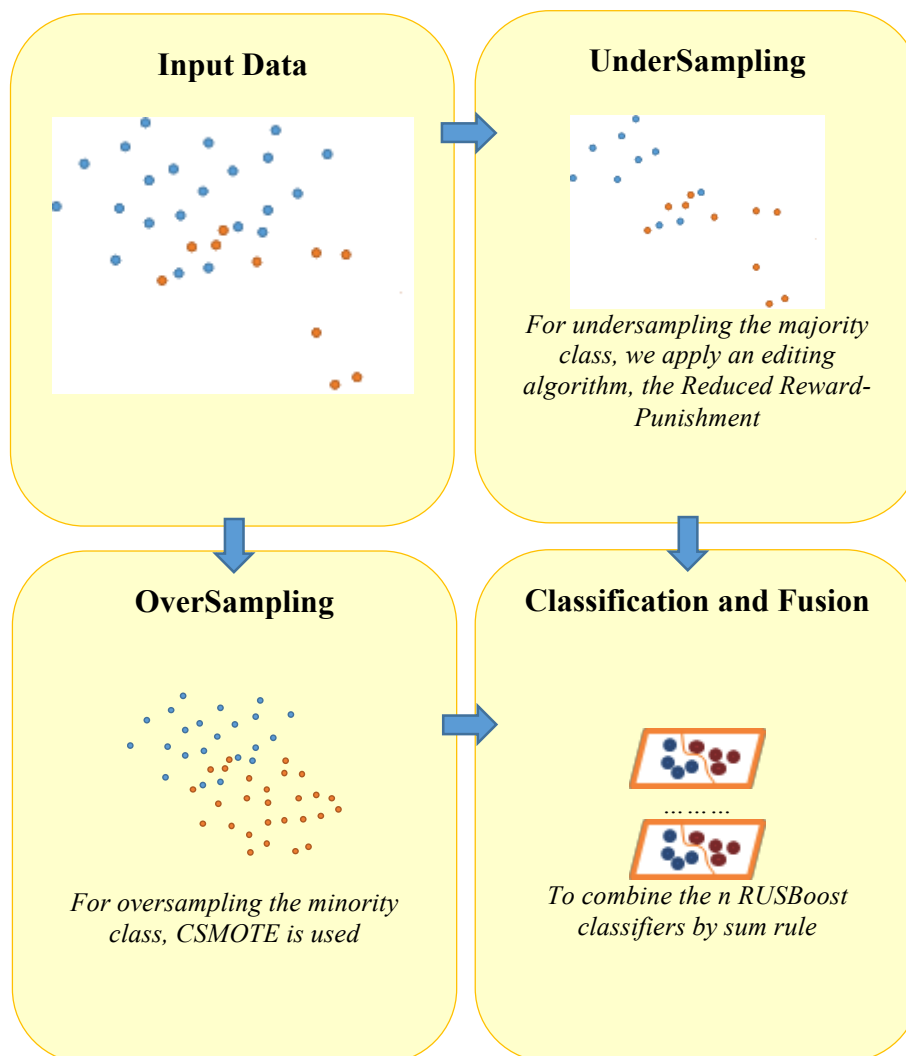 Input Data
UnderSampling
For undersampling the majority
class, we apply an editing
algorithm, the Reduced Reward-
Punishment
OverSampling
For oversampling the minority
class, CSMOTE is used
Classification and Fusion
... ... ...
To combine the n RUSBoost
classifiers by sum rule